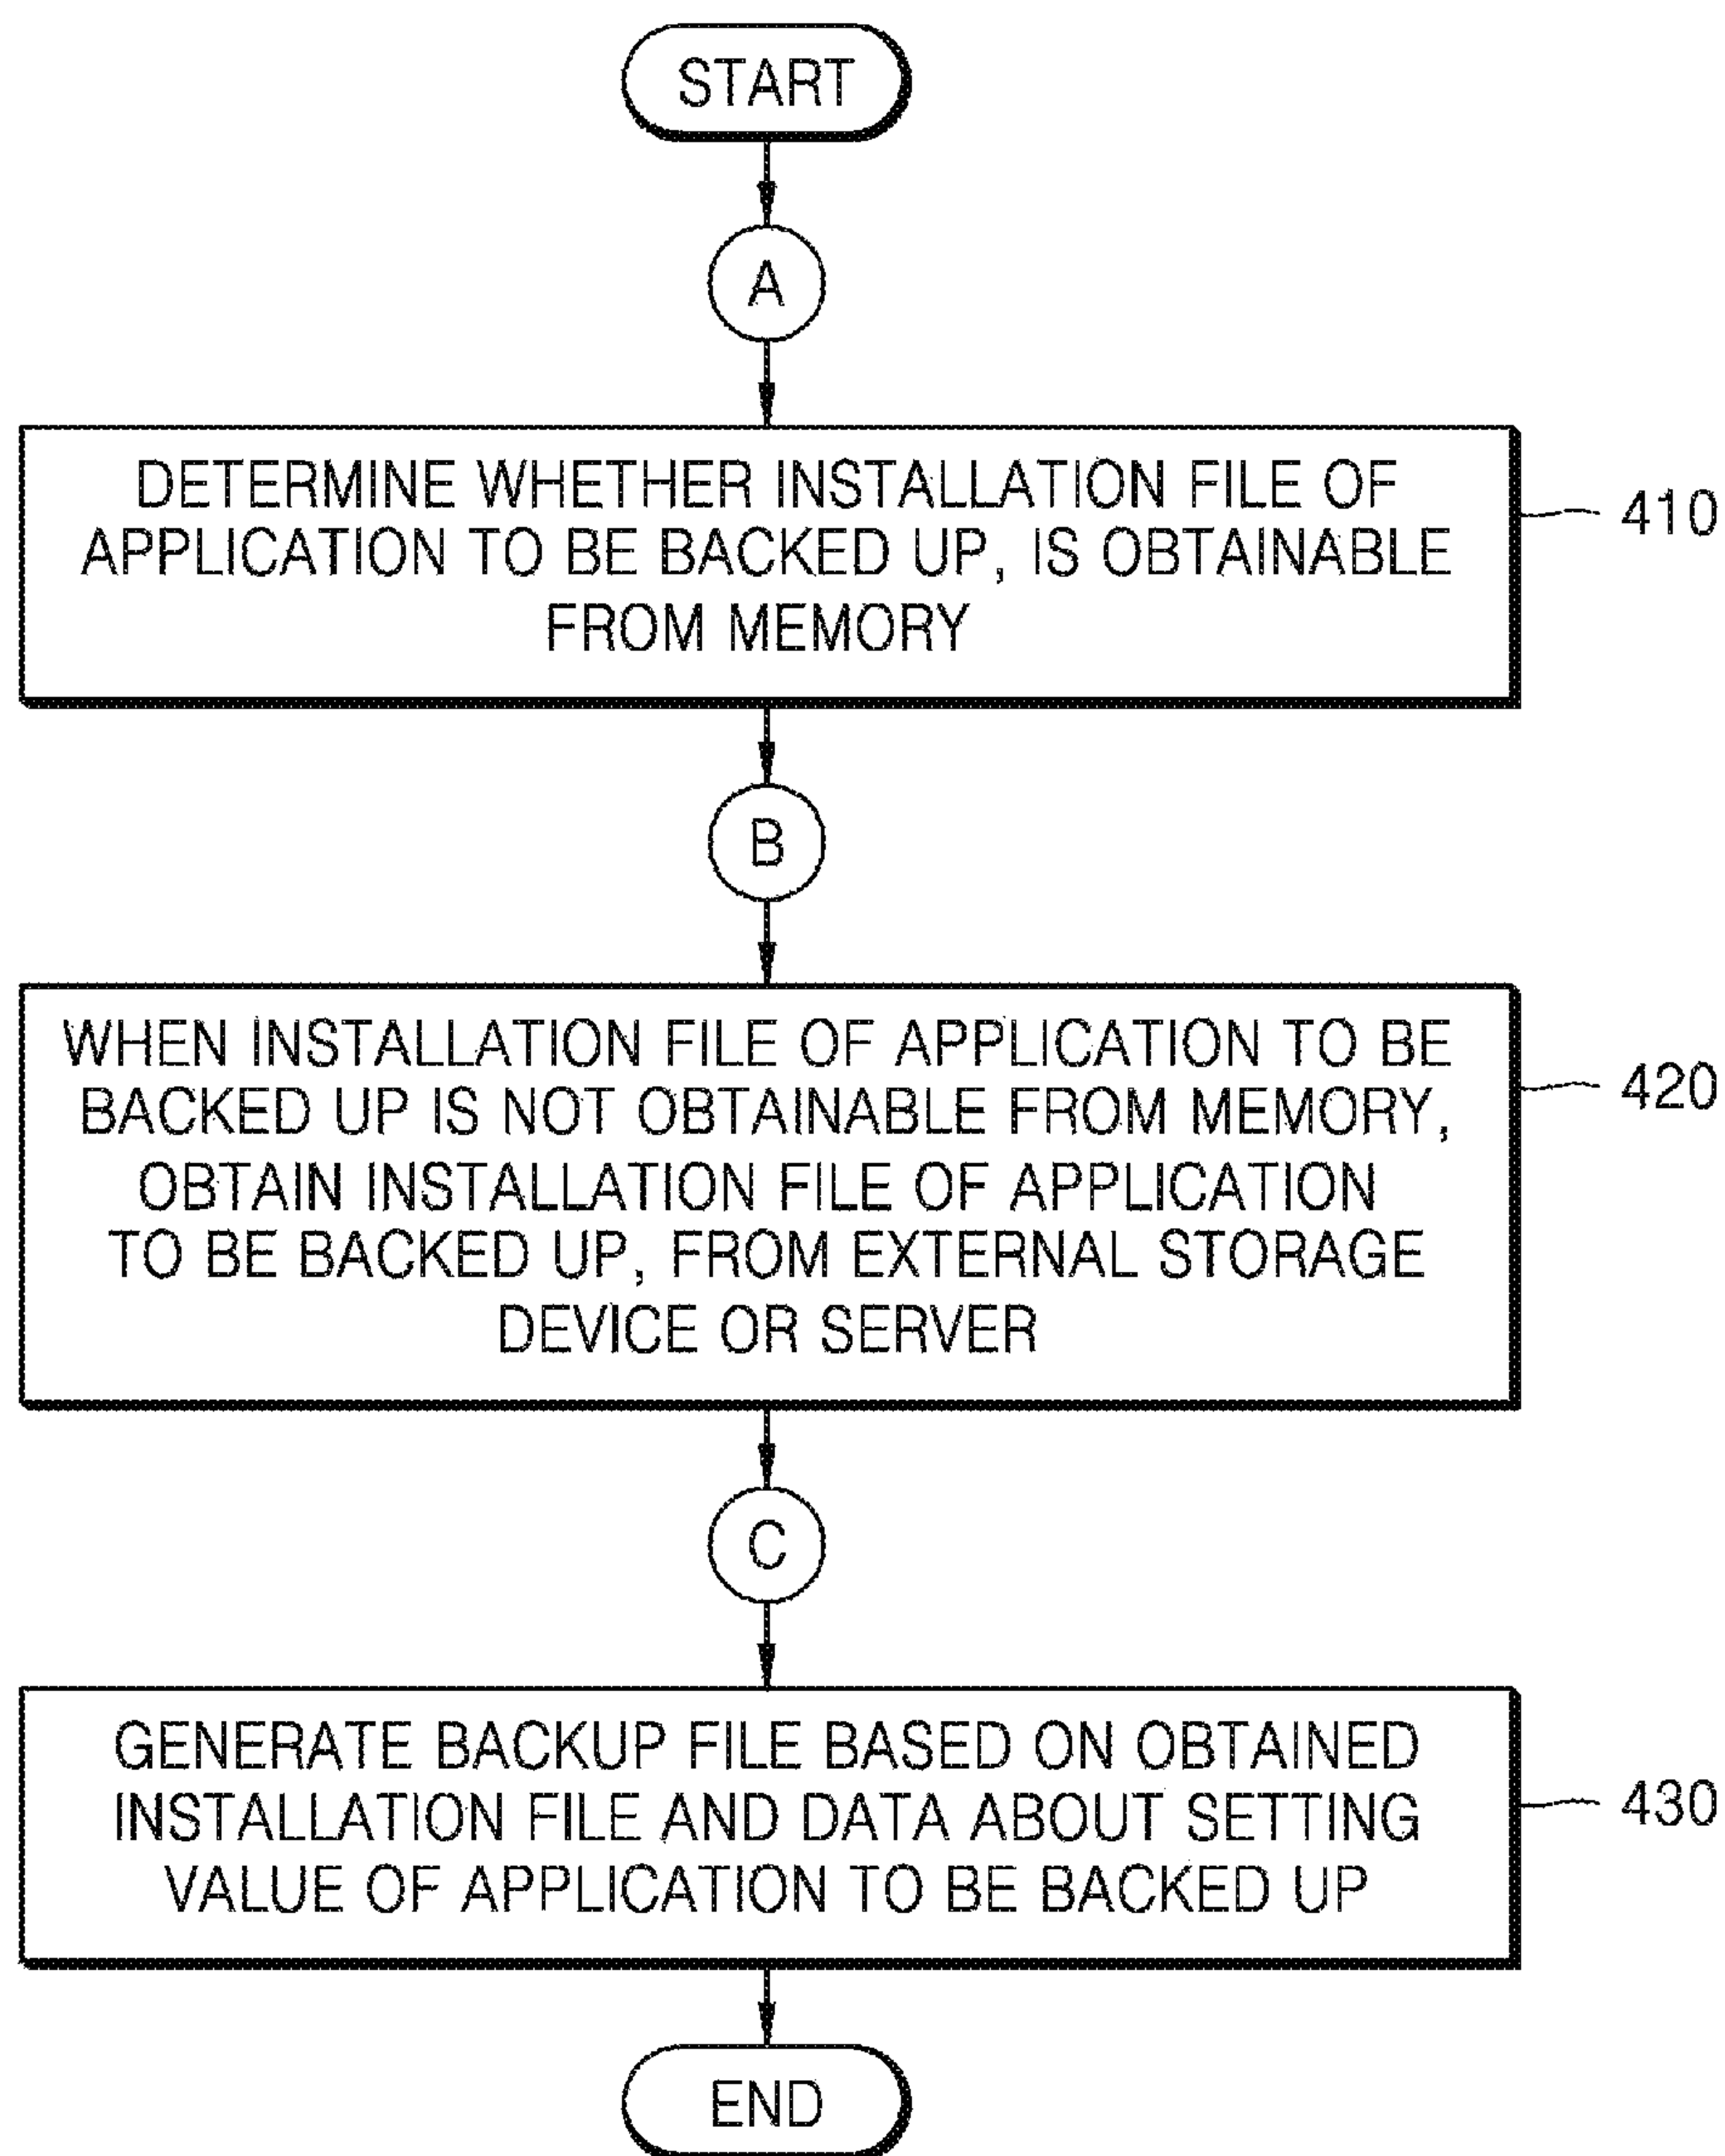 START
A
DETERMINE WHETHER INSTALLATION FILE OF
APPLICATION TO BE BACKED UP, IS OBTAINABLE
FROM MEMORY
410
B
WHEN INSTALLATION FILE OF APPLICATION TO BE
BACKED UP IS NOT OBTAINABLE FROM MEMORY,
OBTAIN INSTALLATION FILE OF APPLICATION
TO BE BACKED UP, FROM EXTERNAL STORAGE
DEVICE OR SERVER
420
C
GENERATE BACKUP FILE BASED ON OBTAINED
INSTALLATION FILE AND DATA ABOUT SETTING
VALUE OF APPLICATION TO BE BACKED UP
430
END